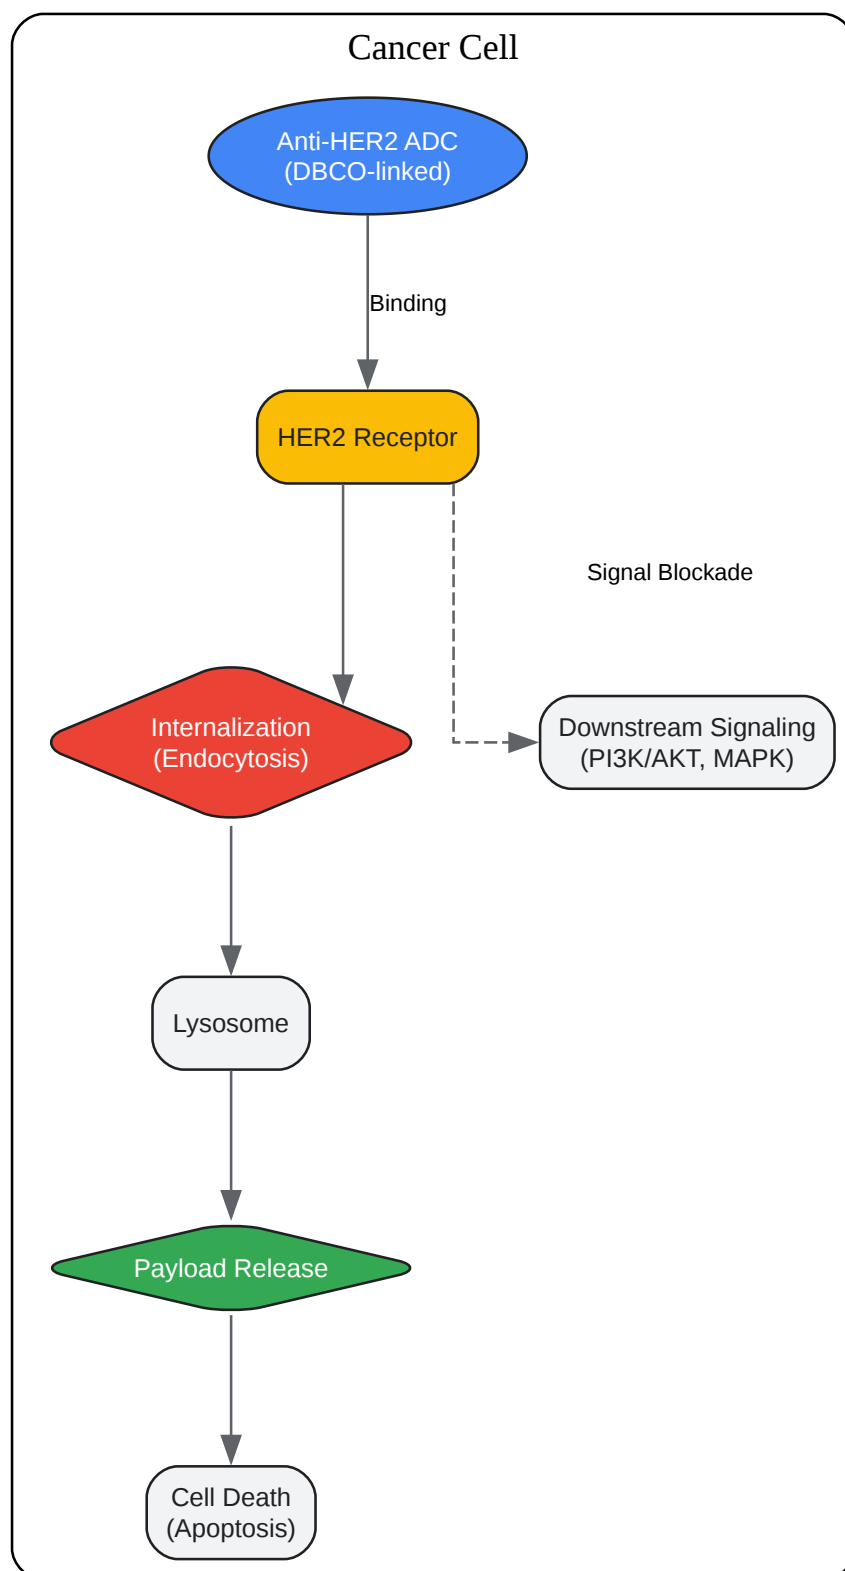 Cancer Cell
Anti-HER2 ADC
(DBCO-linked)
Binding
HER2 Receptor
Signal Blockade
Internalization
(Endocytosis)
Downstream Signaling
(PI3K/AKT, MAPK)
Lysosome
Payload Release
Cell Death
(Apoptosis)